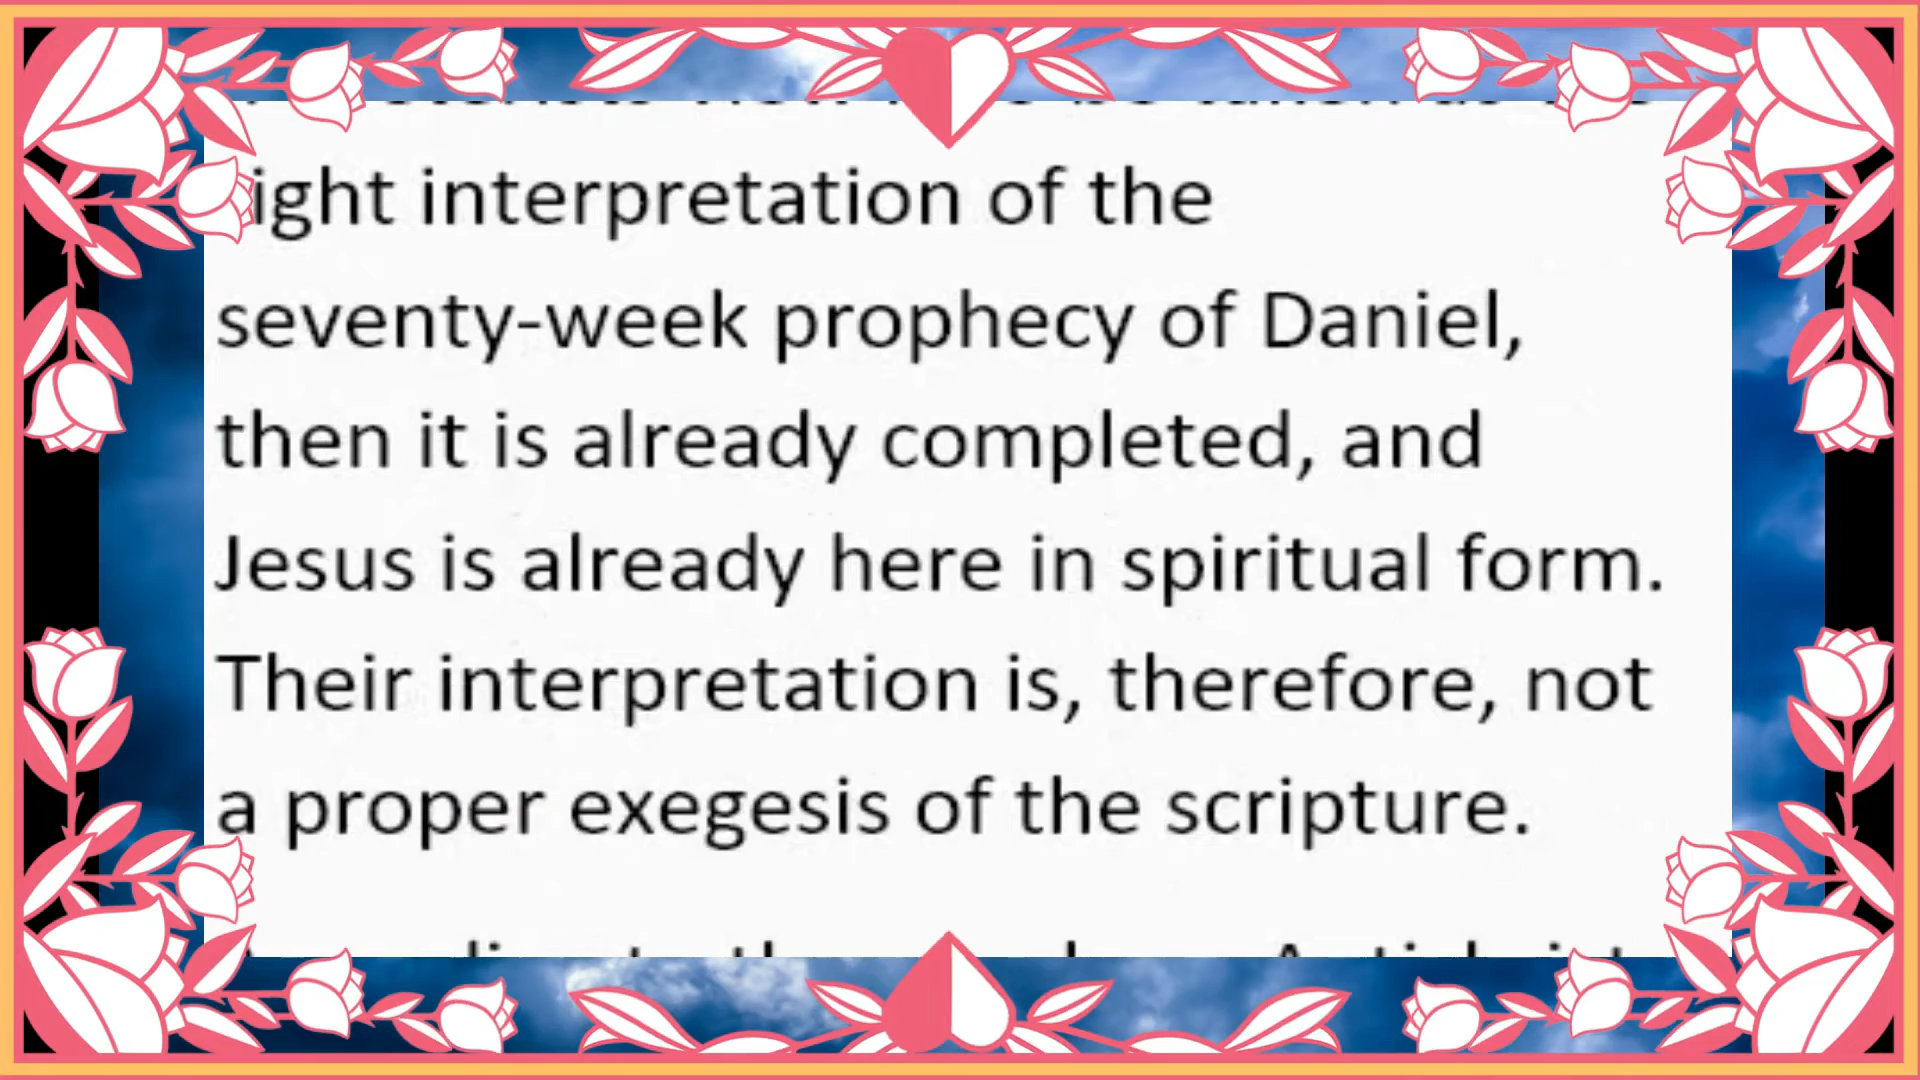 ight interpretation of the
seventy-week prophecy of Daniel,
then it is already completed, and
Jesus is already here in spiritual form.
Their interpretation is, therefore, not
a proper exegesis of the scripture.